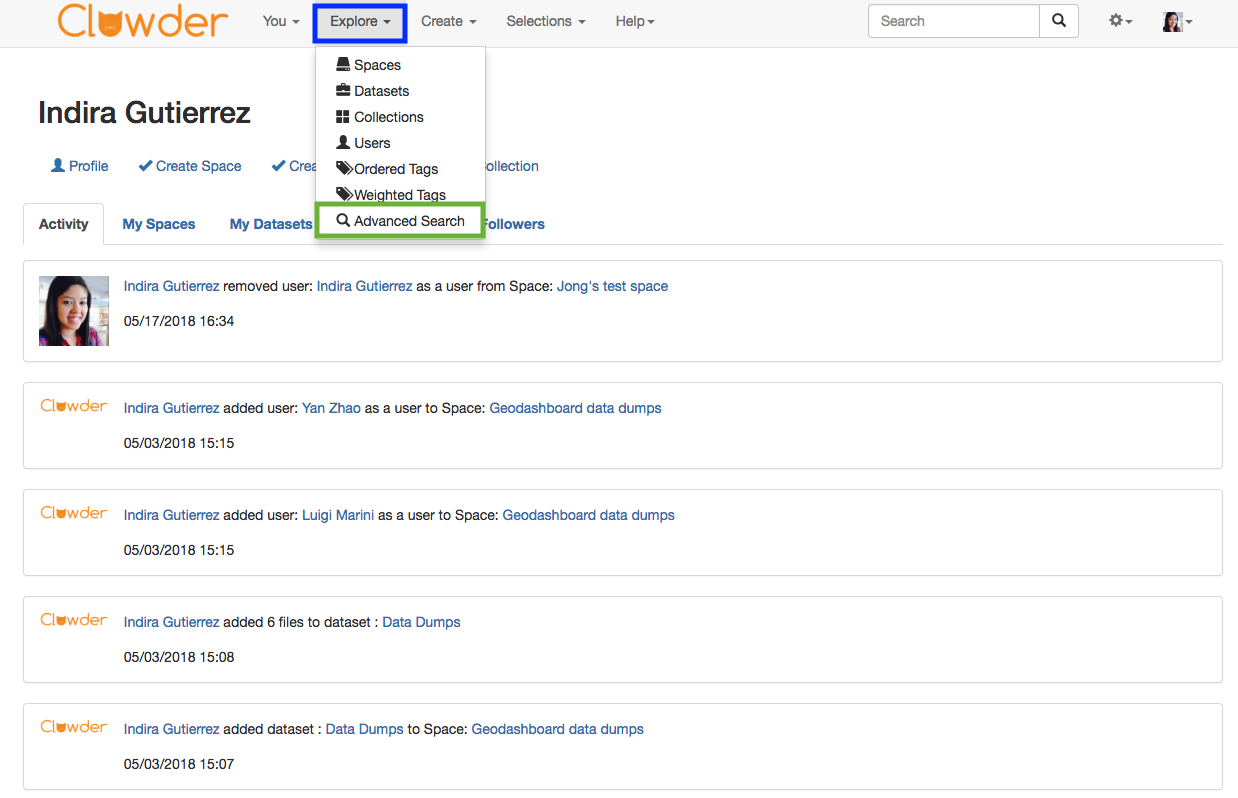 Clowder You Explore Create Selections Help Search
Spaces
Datasets
Collections
Users
Ordered Tags
Weighted Tags
Advanced Search
Indira Gutierrez
Profile Create Space
Activity My Spaces My Datasets Followers
Indira Gutierrez removed user: Indira Gutierrez as a user from Space: Jong's test space
05/17/2018 16:34
Clowder Indira Gutierrez added user: Yan Zhao as a user to Space: Geodashboard data dumps
05/03/2018 15:15
Clowder Indira Gutierrez added user: Luigi Marini as a user to Space: Geodashboard data dumps
05/03/2018 15:15
Clowder Indira Gutierrez added 6 files to dataset : Data Dumps
05/03/2018 15:08
Clowder Indira Gutierrez added dataset : Data Dumps to Space: Geodashboard data dumps
05/03/2018 15:07